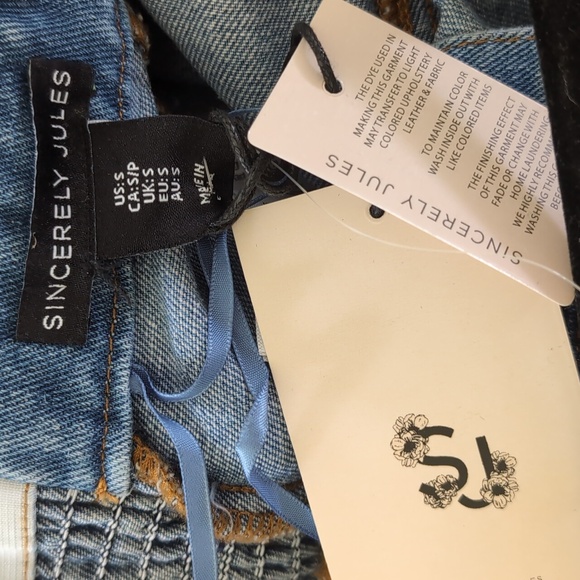 SINCERELY JULES
US:S
CA:S/P
UK:S
EU:S
AU:S
THE DYE USED IN
MAKING THIS GARMENT
MAY TRANSFER TO LIGHT
COLORED UPHOLSTERY
LEATHER & FABRIC
TO MAINTAIN COLOR
WASH INSIDE OUT WITH
LIKE COLORED ITEMS
THE FINISHING EFFECT
OF THIS GARMENT MAY
FADE OR CHANGE WITH
HOME LAUNDERING
WE HIGHLY
WASHING THIS
SINCERELY JULES
SJ